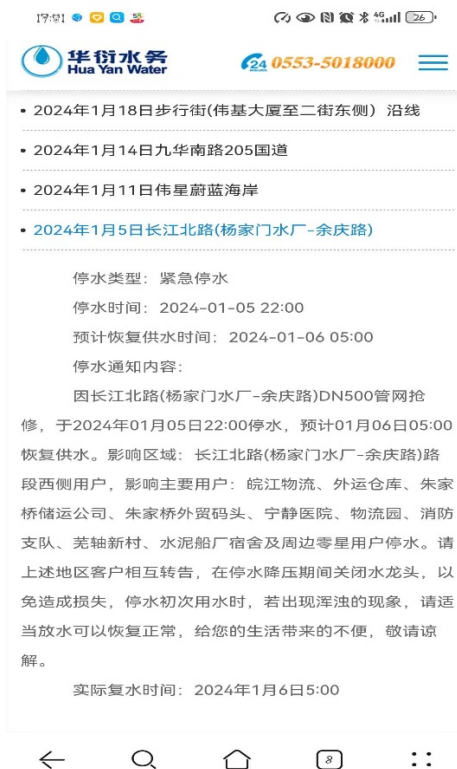 17:21
4G
26
华衍水务
Hua Yan Water
24 0553-5018000
• 2024年1月18日步行街(伟基大厦至二街东侧）沿线
• 2024年1月14日九华南路205国道
• 2024年1月11日伟星蔚蓝海岸
• 2024年1月5日长江北路(杨家门水厂-余庆路)
停水类型：紧急停水
停水时间：2024-01-05 22:00
预计恢复供水时间：2024-01-06 05:00
停水通知内容：
因长江北路(杨家门水厂-余庆路)DN500管网抢
修，于2024年01月05日22:00停水，预计01月06日05:00
恢复供水。影响区域：长江北路(杨家门水厂-余庆路)路
段西侧用户，影响主要用户：皖江物流、外运仓库、朱家
桥储运公司、朱家桥外贸码头、宁静医院、物流园、消防
支队、芜轴新村、水泥船厂宿舍及周边零星用户停水。请
上述地区客户相互转告，在停水降压期间关闭水龙头，以
免造成损失，停水初次用水时，若出现浑浊的现象，请适
当放水可以恢复正常，给您的生活带来的不便，敬请谅
解。
实际复水时间：2024年1月6日5:00
8